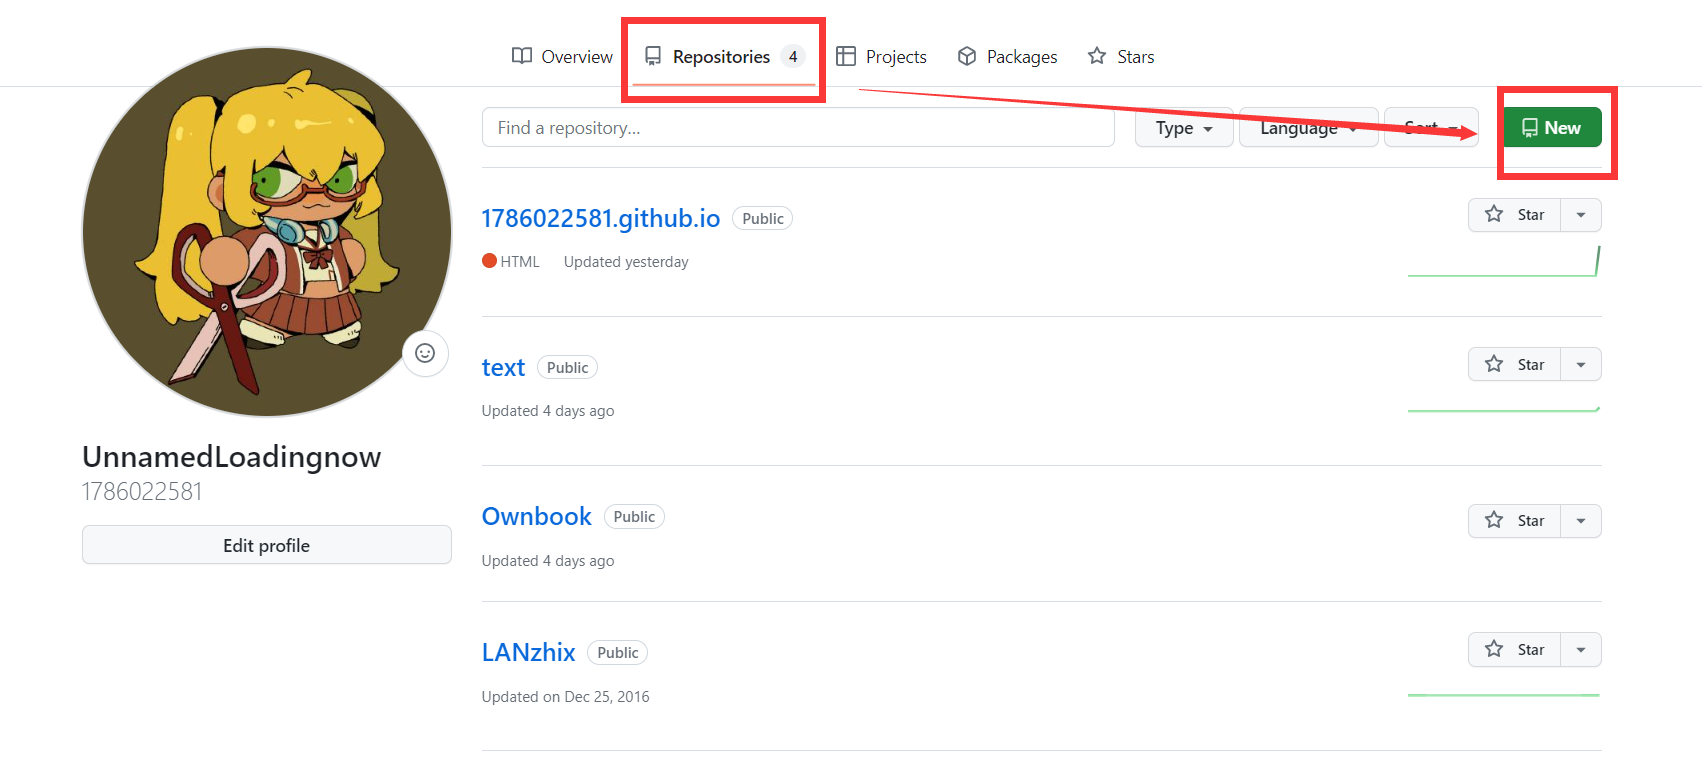 Overview Repositories 4 Projects Packages Stars
Find a repository... Type Language Sort New
1786022581.github.io Public Star
HTML Updated yesterday
text Public Star
Updated 4 days ago
UnnamedLoadingnow
1786022581
Edit profile
Ownbook Public Star
Updated 4 days ago
LANzhix Public Star
Updated on Dec 25, 2016